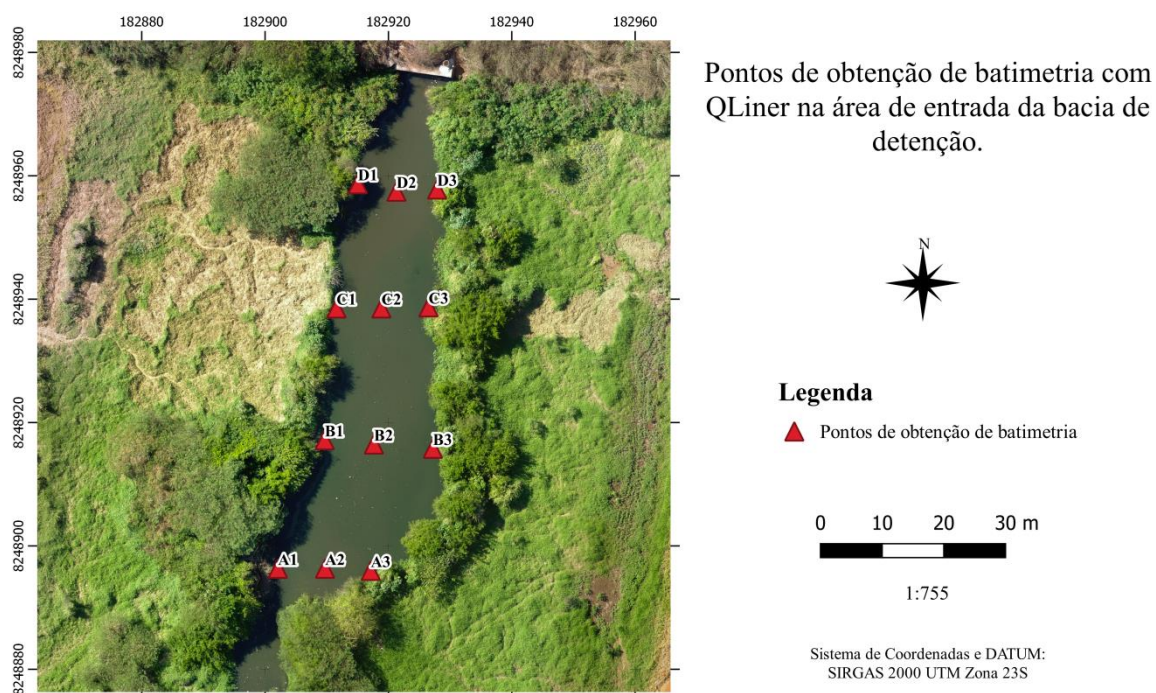 182880 182900 182920 182940 182960
8248980
8248960
8248940
8248920
8248900
8248880
D1 D2 D3
C1 C2 C3
B1 B2 B3
A1 A2 A3
Pontos de obtenção de batimetria com
QLiner na área de entrada da bacia de
detenção.
N
Legenda
Pontos de obtenção de batimetria
0 10 20 30 m
1:755
Sistema de Coordenadas e DATUM:
SIRGAS 2000 UTM Zona 23S